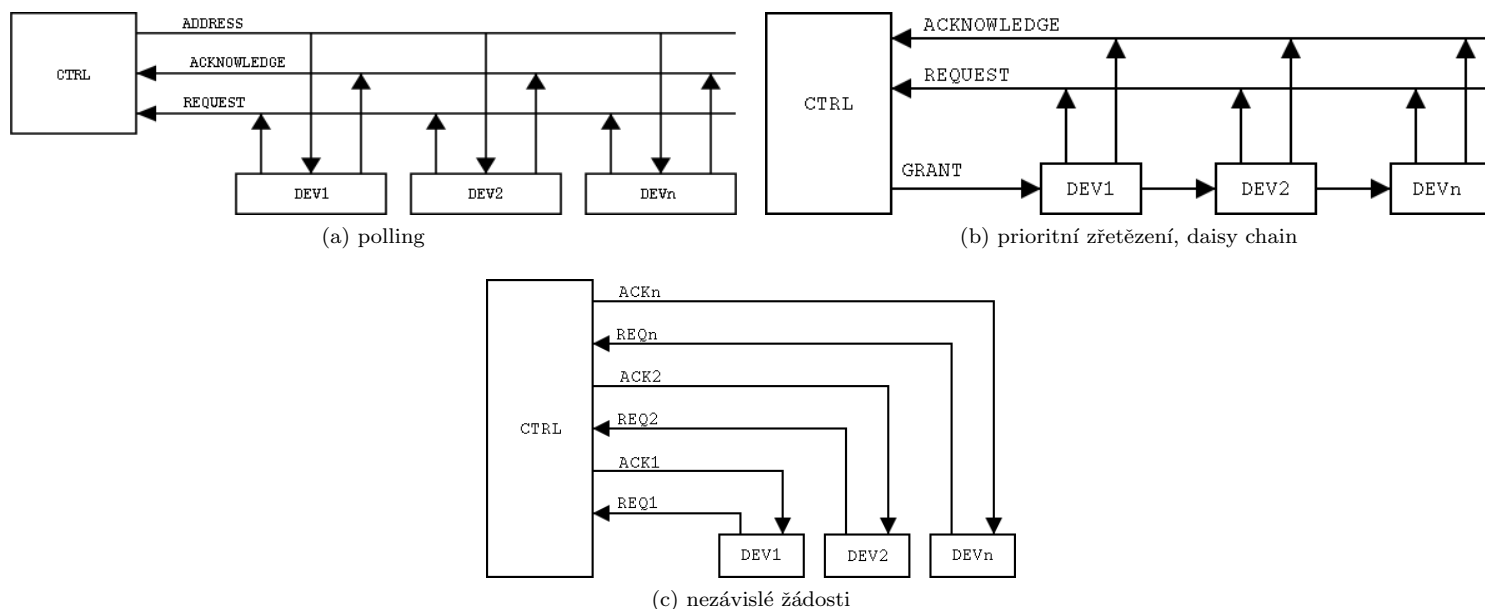 ADDRESS
ACKNOWLEDGE
CTRL
REQUEST
DEV1
DEV2
DEVn
(a) polling
ACKNOWLEDGE
REQUEST
CTRL
GRANT
DEV1
DEV2
DEVn
(b) prioritní zřetězení, daisy chain
ACKn
REQn
ACK2
CTRL
REQ2
ACK1
REQ1
DEV1
DEV2
DEVn
(c) nezávislé žádosti